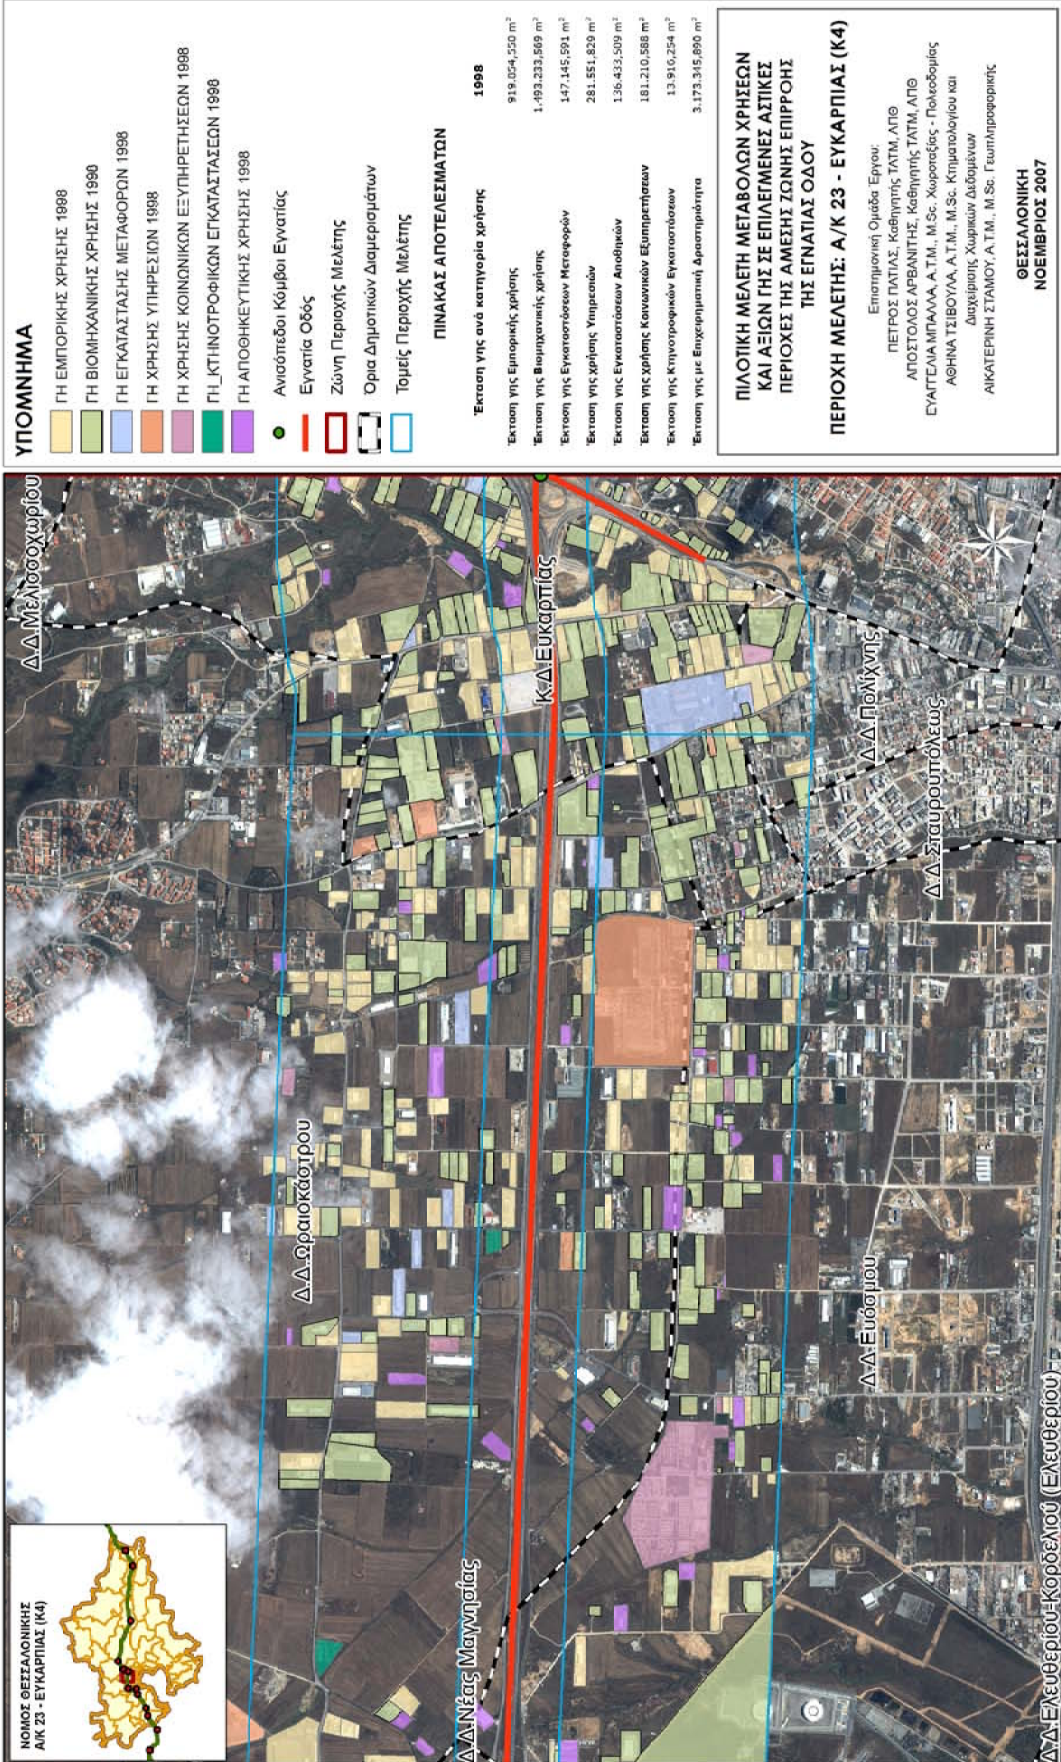 ΥΠΟΜΝΗΜΑ
ΓΗ ΕΜΠΟΡΙΚΗΣ ΧΡΗΣΗΣ 1998
ΓΗ ΒΙΟΜΗΧΑΝΙΚΗΣ ΧΡΗΣΗΣ 1998
ΓΗ ΕΓΚΑΤΑΣΤΑΣΗΣ ΜΕΤΑΦΟΡΩΝ 1998
ΓΗ ΧΡΗΣΗΣ ΥΠΗΡΕΣΙΩΝ 1998
ΓΗ ΧΡΗΣΗΣ ΚΟΙΝΩΝΙΚΩΝ ΕΞΥΠΗΡΕΤΗΣΕΩΝ 1998
ΓΗ_ΚΤΗΝΟΤΡΟΦΙΚΩΝ ΕΓΚΑΤΑΣΤΑΣΕΩΝ 1998
ΓΗ ΑΠΟΘΗΚΕΥΤΙΚΗΣ ΧΡΗΣΗΣ 1998
Ανισόπεδοι Κόμβοι Εγνατίας
Εγνατία Οδός
Ζώνη Περιοχής Μελέτης
Όρια Δημοτικών Διαμερισμάτων
Τομείς Περιοχής Μελέτης
ΠΙΝΑΚΑΣ ΑΠΟΤΕΛΕΣΜΑΤΩΝ
Έκταση γης ανά κατηγορία χρήσης 1998
Έκταση γης Εμπορικής χρήσης 919.054,550 m²
Έκταση γης Βιομηχανικής χρήσης 1.493.233,569 m²
Έκταση γης Εγκαταστάσεων Μεταφορών 147.145,591 m²
Έκταση γης χρήσης Υπηρεσιών 281.551,829 m²
Έκταση γης Εγκαταστάσεων Αποθηκών 136.433,509 m²
Έκταση γης χρήσης Κοινωνικών Εξυπηρετήσεων 181.210,588 m²
Έκταση γης Κτηνοτροφικών Εγκαταστάσεων 13.916,254 m²
Έκταση γης με Επιχειρηματική Δραστηριότητα 3.173.345,890 m²
ΠΙΛΟΤΙΚΗ ΜΕΛΕΤΗ ΜΕΤΑΒΟΛΩΝ ΧΡΗΣΕΩΝ
ΚΑΙ ΑΞΙΩΝ ΓΗΣ ΣΕ ΕΠΙΛΕΓΜΕΝΕΣ ΑΣΤΙΚΕΣ
ΠΕΡΙΟΧΕΣ ΤΗΣ ΑΜΕΣΗΣ ΖΩΝΗΣ ΕΠΙΡΡΟΗΣ
ΤΗΣ ΕΓΝΑΤΙΑΣ ΟΔΟΥ
ΠΕΡΙΟΧΗ ΜΕΛΕΤΗΣ: Α/Κ 23 - ΕΥΚΑΡΠΙΑΣ (Κ4)
Επιστημονική Ομάδα Έργου:
ΠΕΤΡΟΣ ΠΑΤΙΑΣ, Καθηγητής ΤΑΤΜ, ΑΠΘ
ΑΠΟΣΤΟΛΟΣ ΑΡΒΑΝΙΤΗΣ, Καθηγητής ΤΑΤΜ, ΑΠΘ
ΕΥΑΓΓΕΛΙΑ ΜΠΑΛΛΑ, Α.Τ.Μ., M.Sc. Χωροταξίας - Πολεοδομίας
ΑΘΗΝΑ ΤΣΙΒΟΥΛΑ, Α.Τ.Μ., M.Sc. Κτηματολογίου και
Διαχείρισης Χωρικών Δεδομένων
ΑΙΚΑΤΕΡΙΝΗ ΣΤΑΜΟΥ, Α.Τ.Μ., M.Sc. Γεωπληροφορικής
ΘΕΣΣΑΛΟΝΙΚΗ
ΝΟΕΜΒΡΙΟΣ 2007
ΝΟΜΟΣ ΘΕΣΣΑΛΟΝΙΚΗΣ
Α/Κ 23 - ΕΥΚΑΡΠΙΑΣ (Κ4)
Δ.Δ.Μελισσοχωρίου
Δ.Δ.Ωραιοκάστρου
Δ.Δ.Νέας Μαγνησίας
Κ.Δ.Ευκαρπίας
Δ.Δ.Πολίχνης
Δ.Δ.Σταυρουπόλεως
Δ.Δ.Ευόσμου
Δ.Ελευθερίου-Κορδελιού (Ελευθερίου)